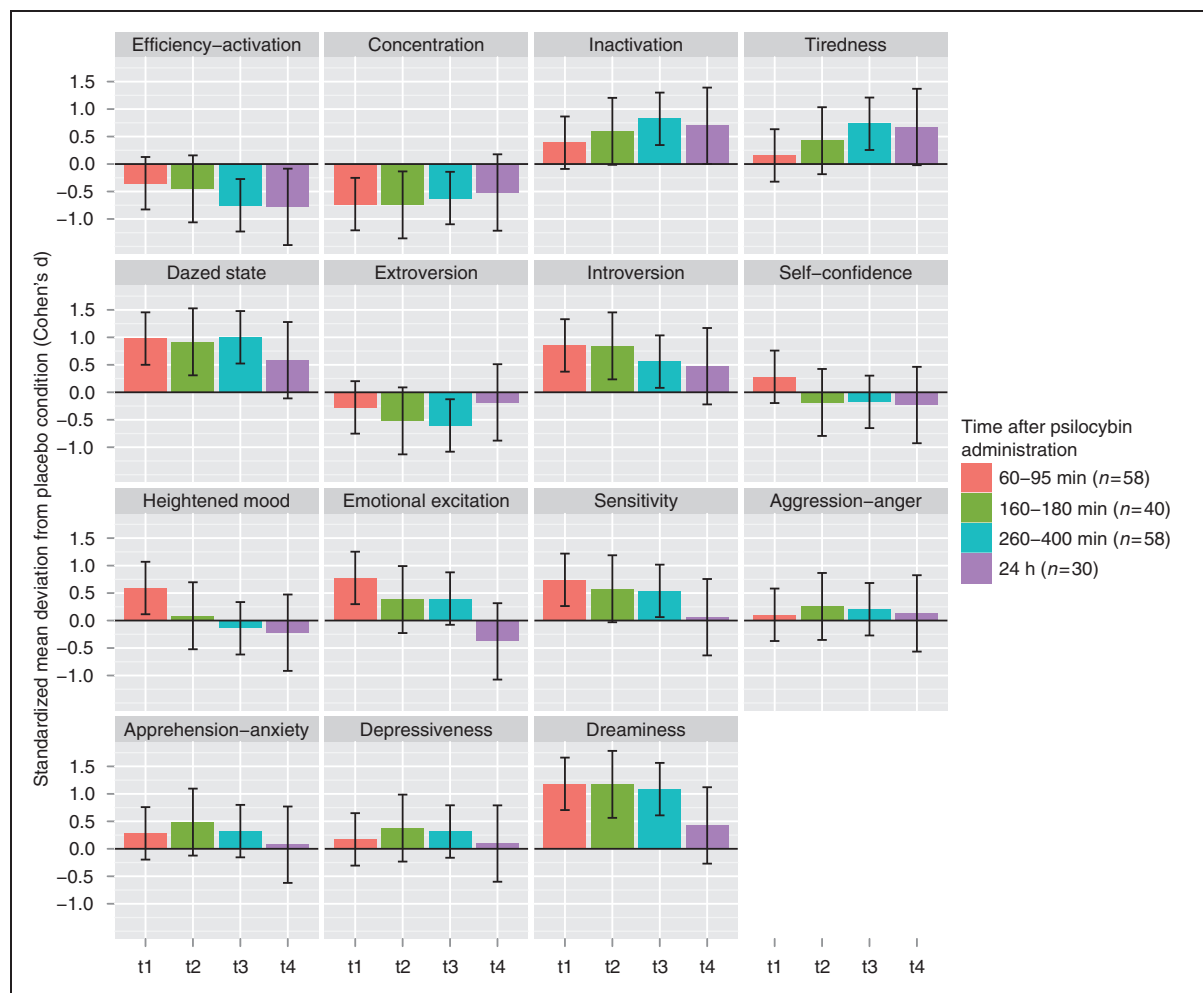 Efficiency−activation Concentration Inactivation Tiredness
1.5
1.0
0.5
0.0
−0.5
−1.0
Dazed state Extroversion Introversion Self−confidence
1.5
1.0
0.5
0.0
−0.5
−1.0
Heightened mood Emotional excitation Sensitivity Aggression−anger
1.5
1.0
0.5
0.0
−0.5
−1.0
Apprehension−anxiety Depressiveness Dreaminess
1.5
1.0
0.5
0.0
−0.5
−1.0
t1 t2 t3 t4 t1 t2 t3 t4 t1 t2 t3 t4 t1 t2 t3 t4
Standardized mean deviation from placebo condition (Cohen's d)
Time after psilocybin
administration
60–95 min (n=58)
160–180 min (n=40)
260–400 min (n=58)
24 h (n=30)